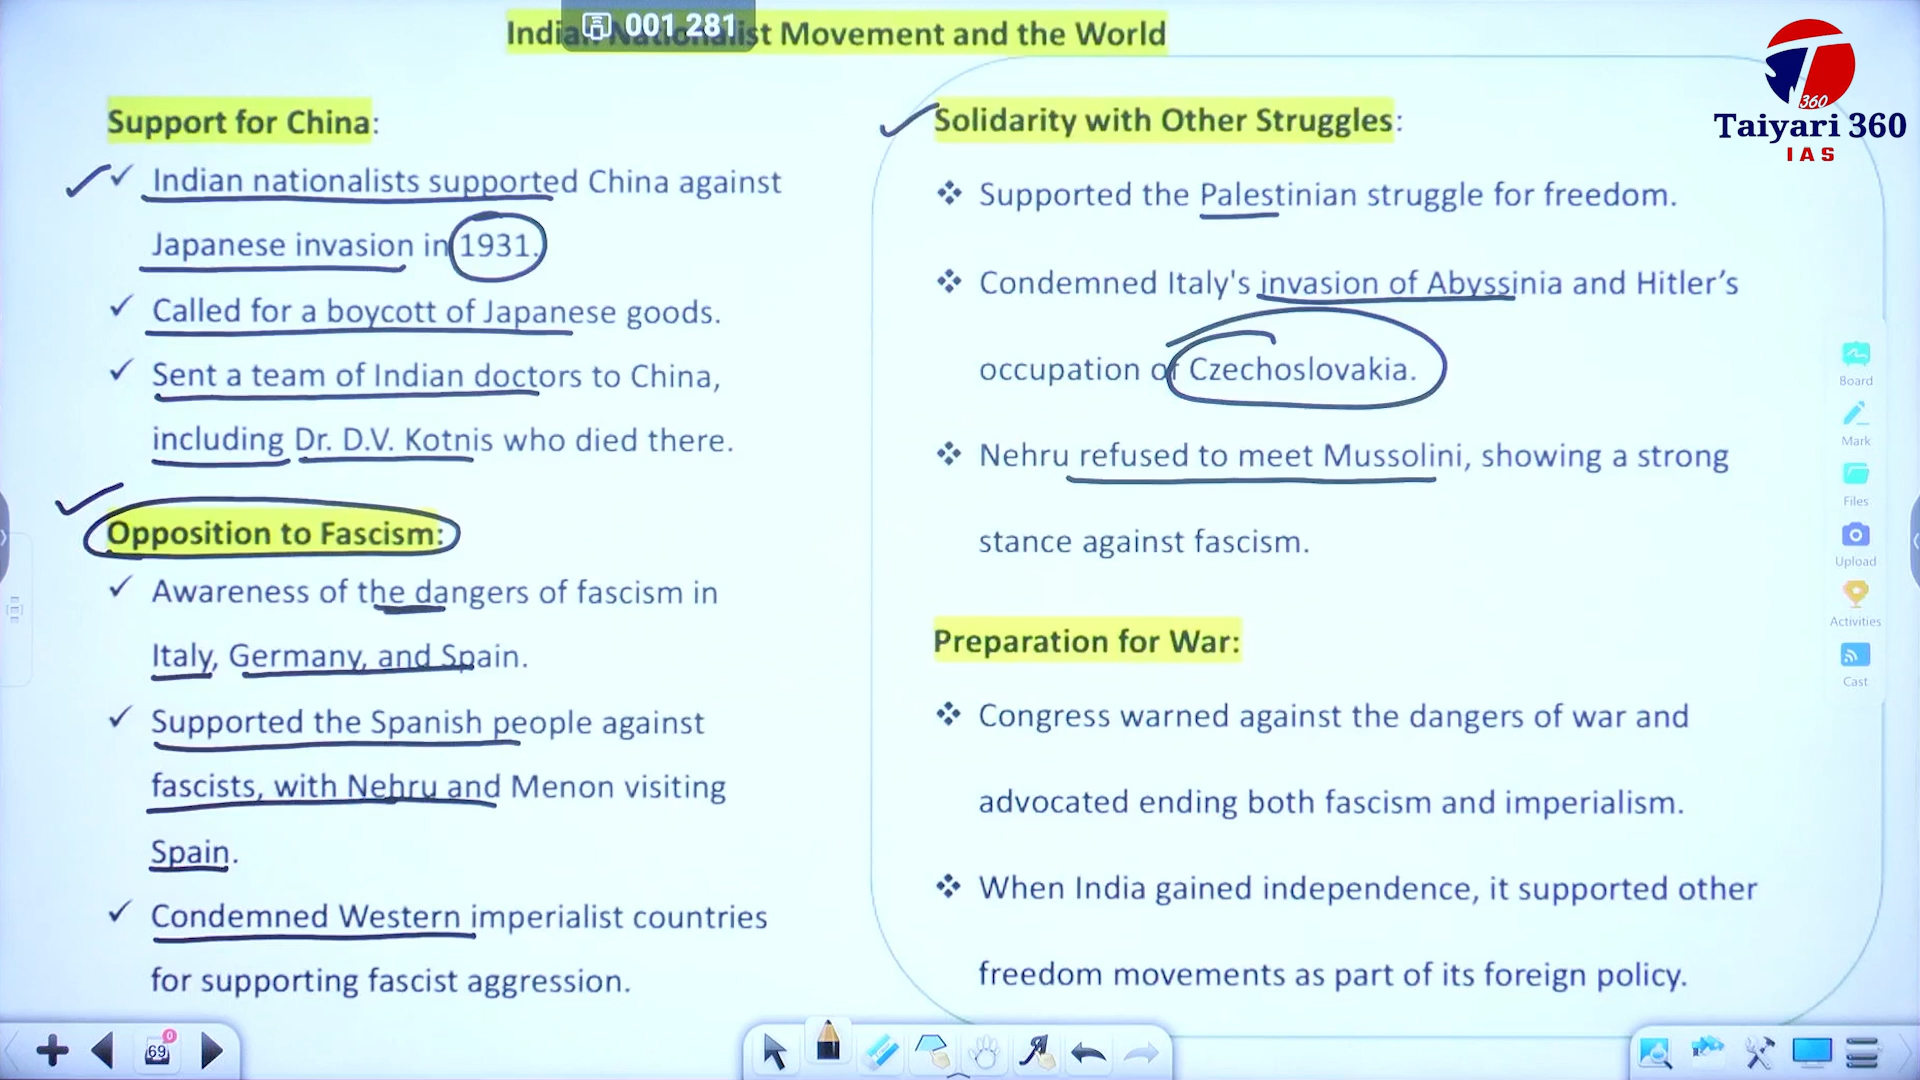 Indian Nationalist Movement and the World
001 281
360
Taiyari 360
IAS
Support for China:
✓ Indian nationalists supported China against
Japanese invasion in 1931.
✓ Called for a boycott of Japanese goods.
✓ Sent a team of Indian doctors to China,
including Dr. D.V. Kotnis who died there.
Opposition to Fascism:
✓ Awareness of the dangers of fascism in
Italy, Germany, and Spain.
✓ Supported the Spanish people against
fascists, with Nehru and Menon visiting
Spain.
✓ Condemned Western imperialist countries
for supporting fascist aggression.
Solidarity with Other Struggles:
❖ Supported the Palestinian struggle for freedom.
❖ Condemned Italy's invasion of Abyssinia and Hitler’s
occupation of Czechoslovakia.
❖ Nehru refused to meet Mussolini, showing a strong
stance against fascism.
Preparation for War:
❖ Congress warned against the dangers of war and
advocated ending both fascism and imperialism.
❖ When India gained independence, it supported other
freedom movements as part of its foreign policy.
Board
Mark
Files
Upload
Activities
Cast
69
0